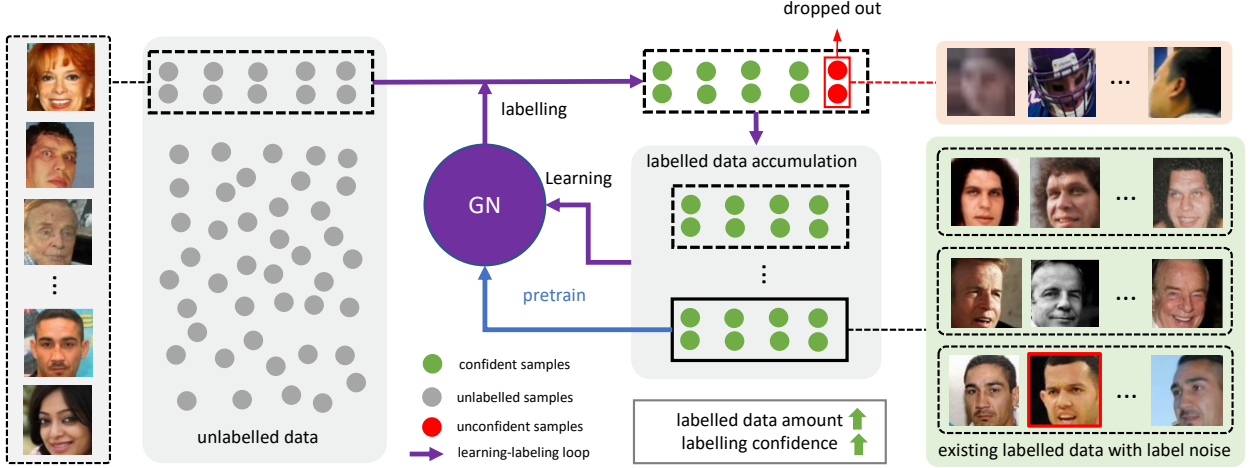 dropped out
labelling
labelled data accumulation
Learning
GN
pretrain
confident samples
unlabelled samples
unconfident samples
learning-labeling loop
unlabelled data
labelled data amount
labelling confidence
existing labelled data with label noise